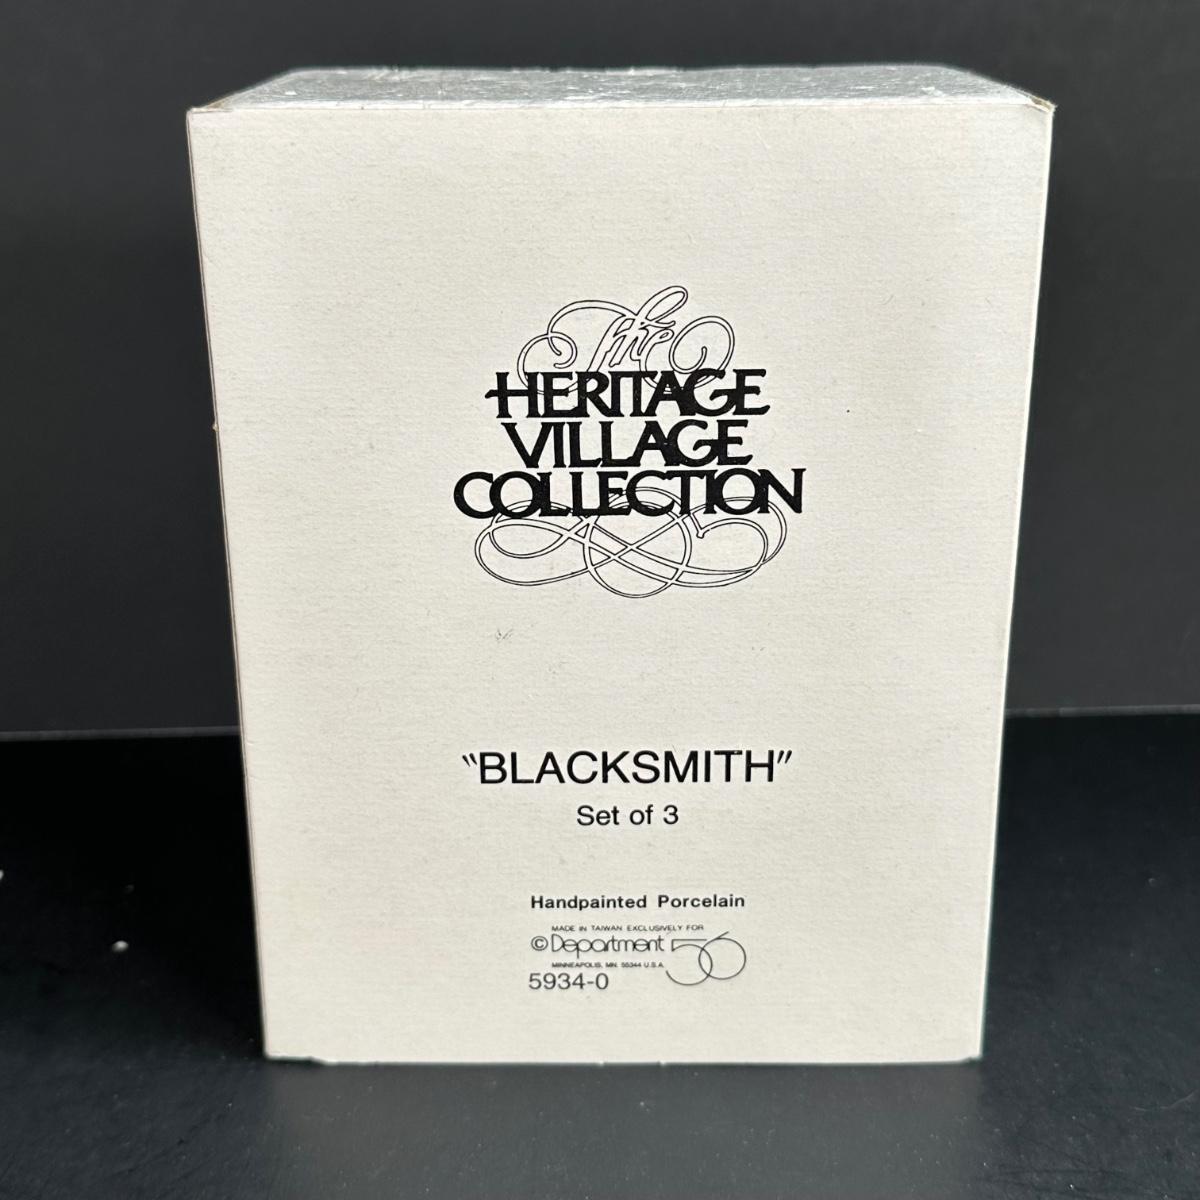 The
HERITAGE
VILLAGE
COLLECTION
"BLACKSMITH"
Set of 3
Handpainted Porcelain
MADE IN TAIWAN EXCLUSIVELY FOR
© Department 56
MINNEAPOLIS, MN 55344 U.S.A.
5934-0